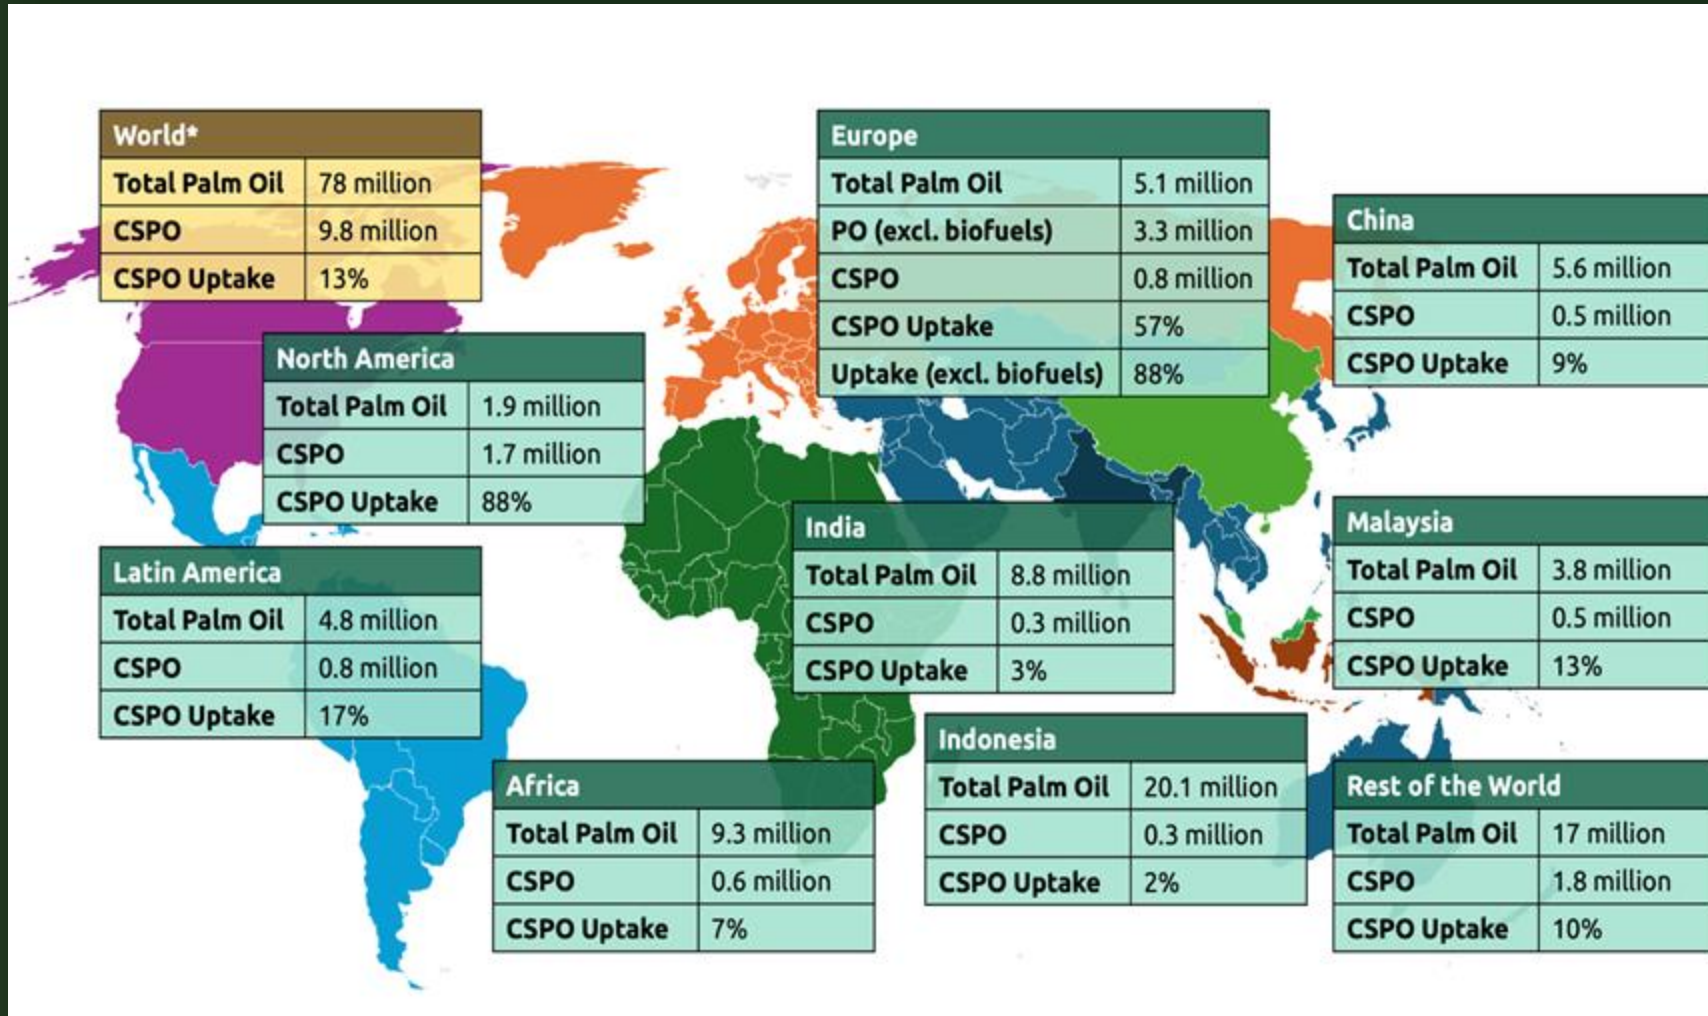 World*
Total Palm Oil 78 million
CSPO 9.8 million
CSPO Uptake 13%
Europe
Total Palm Oil 5.1 million
PO (excl. biofuels) 3.3 million
CSPO 0.8 million
CSPO Uptake 57%
Uptake (excl. biofuels) 88%
China
Total Palm Oil 5.6 million
CSPO 0.5 million
CSPO Uptake 9%
North America
Total Palm Oil 1.9 million
CSPO 1.7 million
CSPO Uptake 88%
India
Total Palm Oil 8.8 million
CSPO 0.3 million
CSPO Uptake 3%
Malaysia
Total Palm Oil 3.8 million
CSPO 0.5 million
CSPO Uptake 13%
Latin America
Total Palm Oil 4.8 million
CSPO 0.8 million
CSPO Uptake 17%
Africa
Total Palm Oil 9.3 million
CSPO 0.6 million
CSPO Uptake 7%
Indonesia
Total Palm Oil 20.1 million
CSPO 0.3 million
CSPO Uptake 2%
Rest of the World
Total Palm Oil 17 million
CSPO 1.8 million
CSPO Uptake 10%